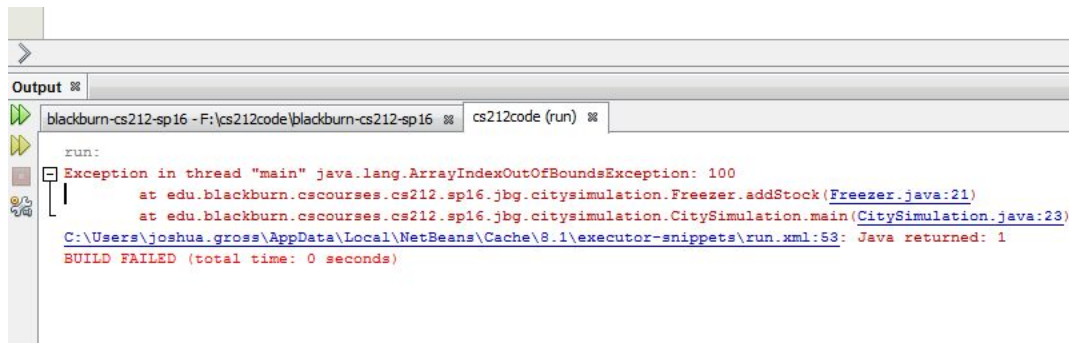 Output
blackburn-cs212-sp16 - F:\cs212code\blackburn-cs212-sp16 cs212code (run)
run:
Exception in thread "main" java.lang.ArrayIndexOutOfBoundsException: 100
at edu.blackburn.cscourses.cs212.sp16.jbg.citysimulation.Freezer.addStock(Freezer.java:21)
at edu.blackburn.cscourses.cs212.sp16.jbg.citysimulation.CitySimulation.main(CitySimulation.java:23)
C:\Users\joshua.gross\AppData\Local\NetBeans\Cache\8.1\executor-snippets\run.xml:53: Java returned: 1
BUILD FAILED (total time: 0 seconds)